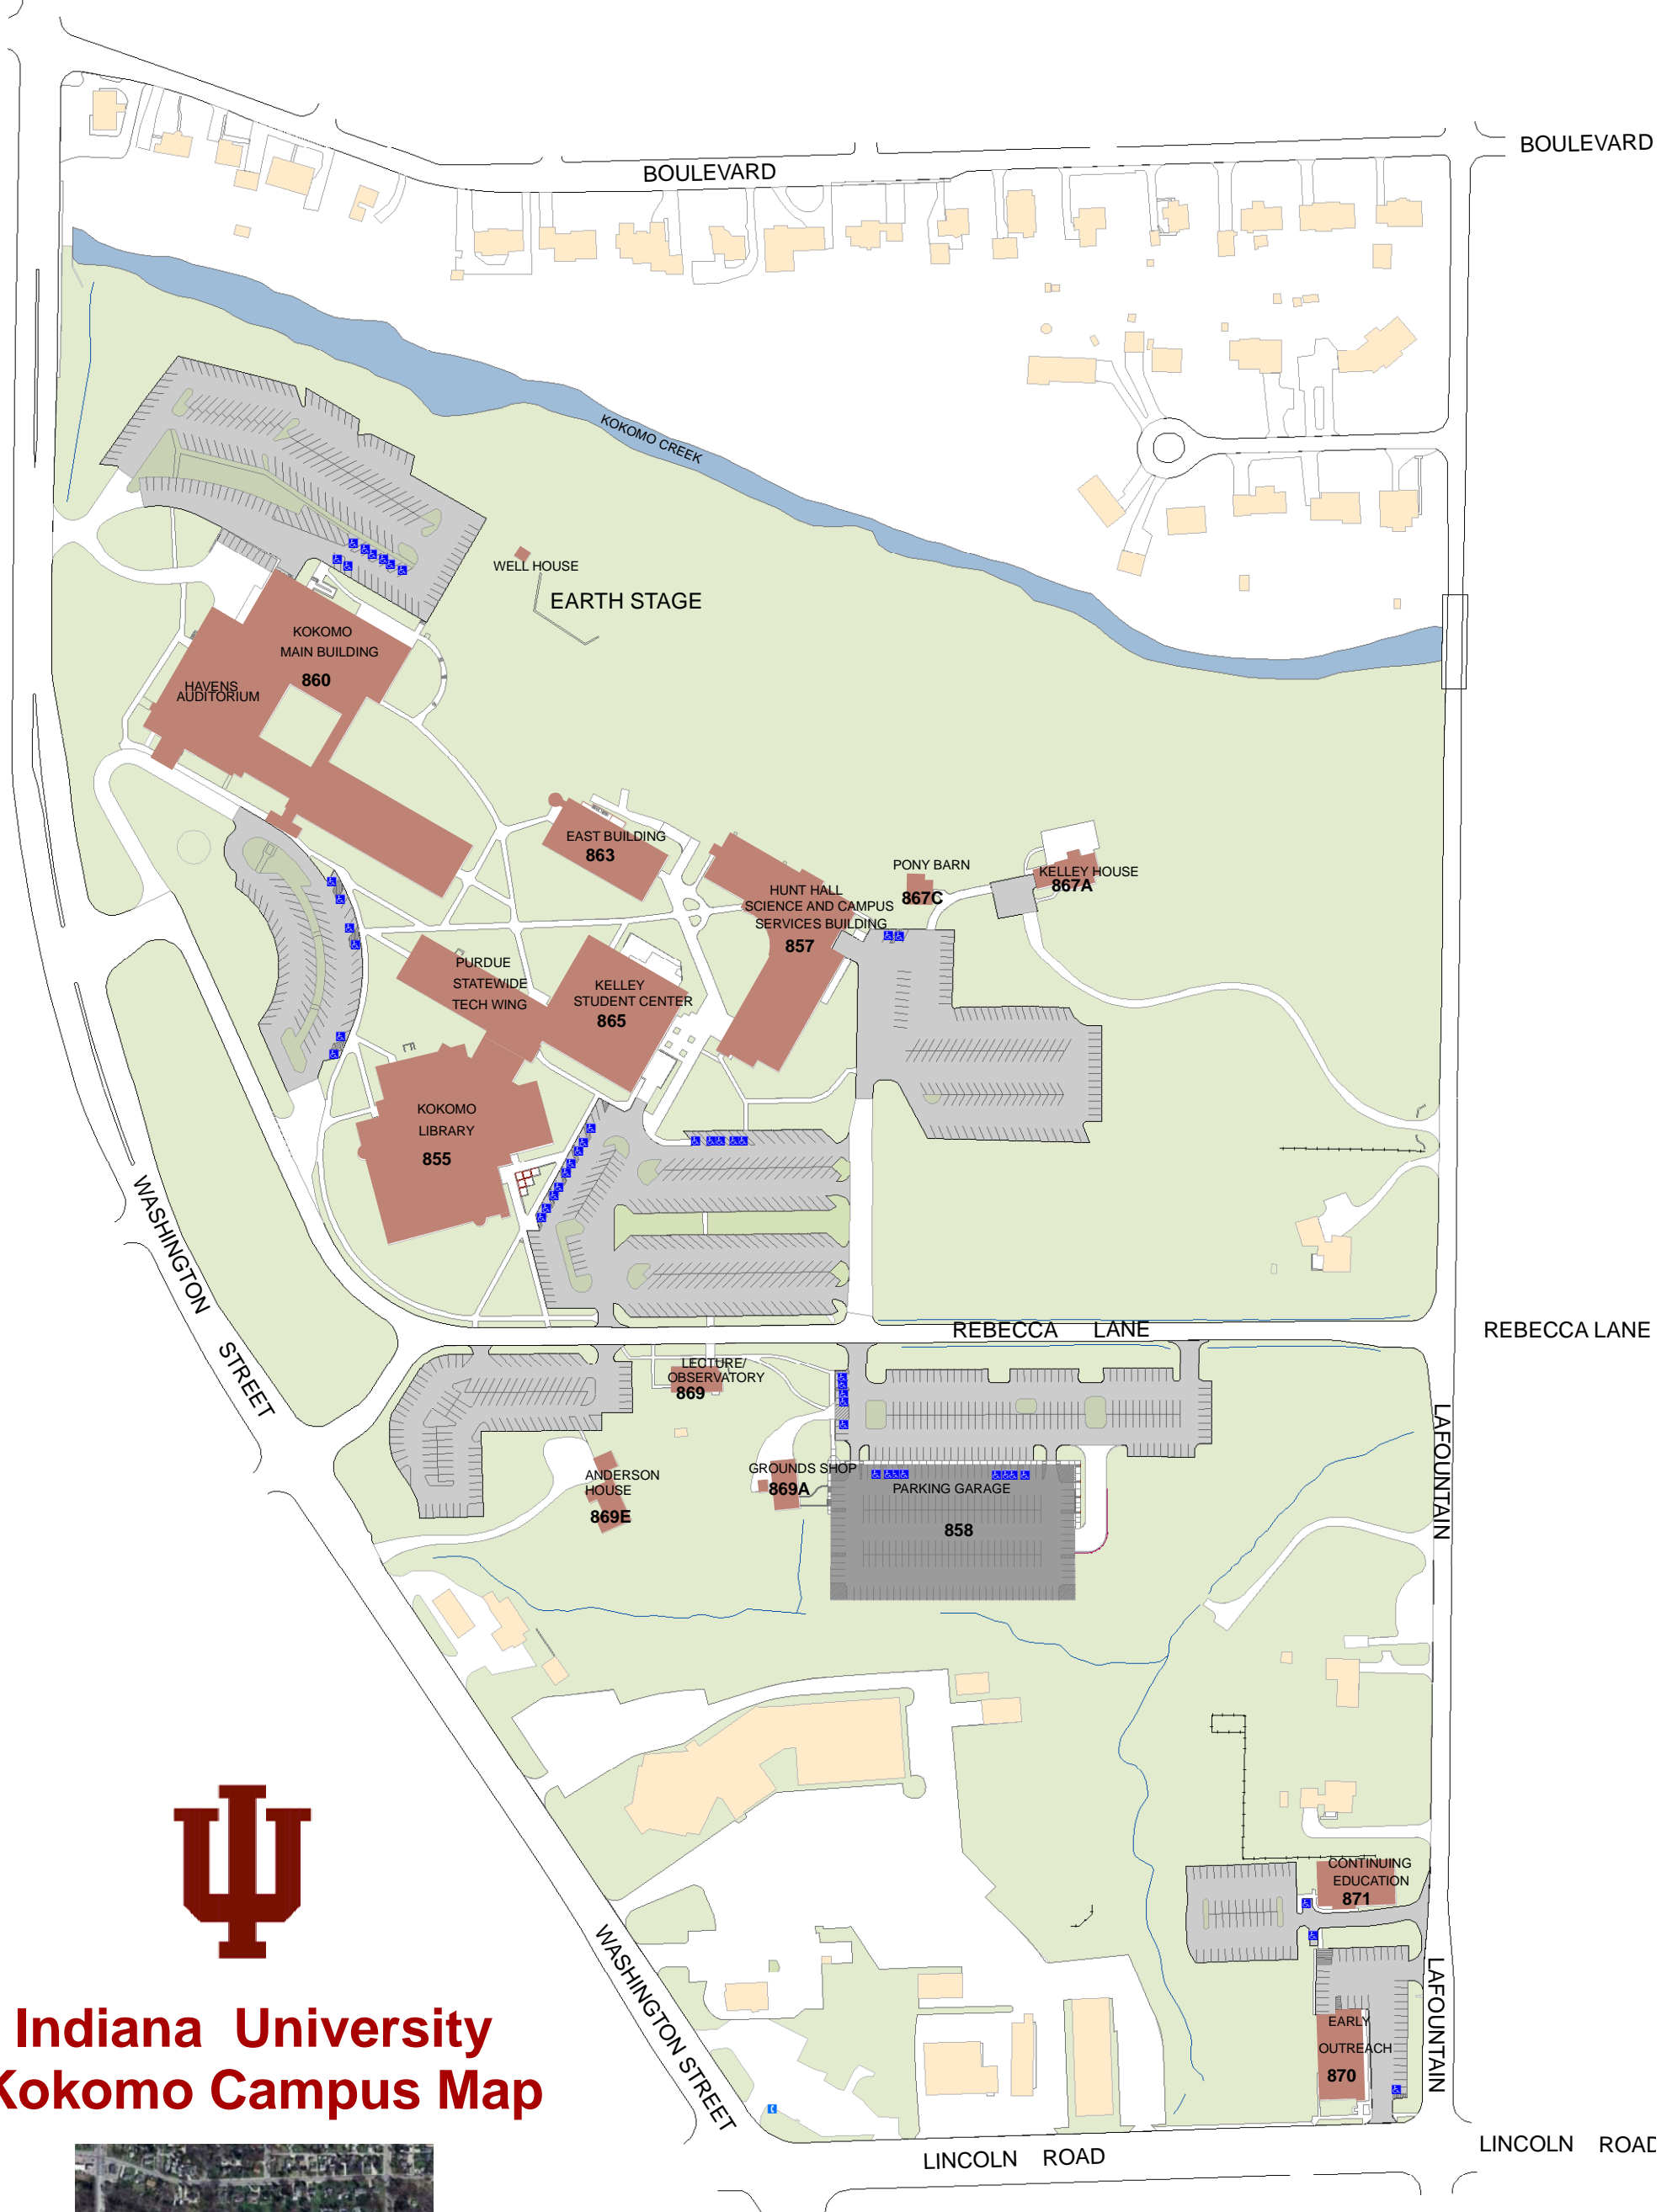 BOULEVARD
BOULEVARD
KOKOMO CREEK
WELL HOUSE
EARTH STAGE
KOKOMO
MAIN BUILDING
860
HAVENS
AUDITORIUM
EAST BUILDING
863
HUNT HALL
SCIENCE AND CAMPUS
SERVICES BUILDING
857
PONY BARN
867C
KELLEY HOUSE
867A
PURDUE
STATEWIDE
TECH WING
KELLEY
STUDENT CENTER
865
KOKOMO
LIBRARY
855
WASHINGTON STREET
REBECCA LANE
REBECCA LANE
LECTURE/
OBSERVATORY
869
ANDERSON
HOUSE
869E
GROUNDS SHOP
869A
PARKING GARAGE
858
LAFOUNTAIN
CONTINUING
EDUCATION
871
EARLY
OUTREACH
870
LAFOUNTAIN
WASHINGTON STREET
LINCOLN ROAD
LINCOLN ROAD
Indiana University
Kokomo Campus Map